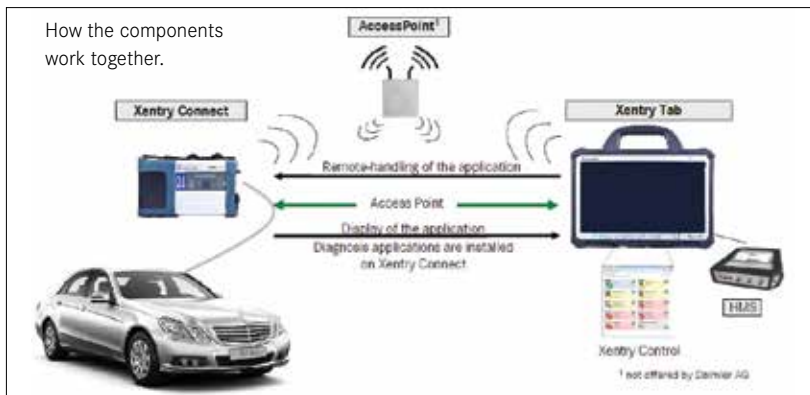 How the components
work together.
AccessPoint¹
Xentry Connect
Xentry Tab
Remote-handling of the application
Access Point
Display of the application
Diagnosis applications are installed
on Xentry Connect
HMS
Xentry Control
¹ not offered by Daimler AG